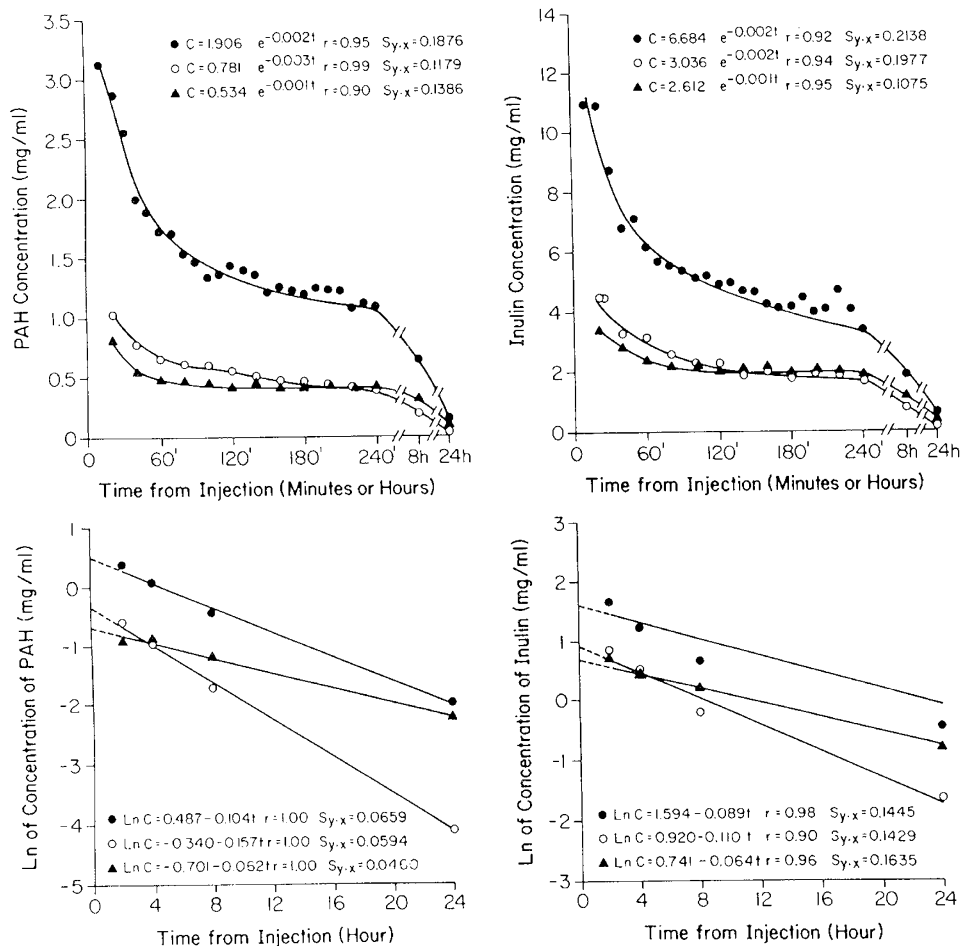 PAH Concentration (mg/ml)
3.5
3.0
2.5
2.0
1.5
1.0
0.5
0
● C=1.906 e-0.002t r=0.95 Sy·x=0.1876
○ C=0.781 e-0.003t r=0.99 Sy·x=0.1179
▲ C=0.534 e-0.001t r=0.90 Sy·x=0.1386
0 60' 120' 180' 240' 8h 24h
Time from Injection (Minutes or Hours)
Inulin Concentration (mg/ml)
14
12
10
8
6
4
2
0
● C=6.684 e-0.002t r=0.92 Sy·x=0.2138
○ C=3.036 e-0.002t r=0.94 Sy·x=0.1977
▲ C=2.612 e-0.001t r=0.95 Sy·x=0.1075
0 60' 120' 180' 240' 8h 24h
Time from Injection (Minutes or Hours)
Ln of Concentration of PAH (mg/ml)
1
0
-1
-2
-3
-4
-5
● Ln C=0.487-0.104t r=1.00 Sy·x=0.0659
○ Ln C=-0.340-0.157t r=1.00 Sy·x=0.0594
▲ Ln C=-0.701-0.062t r=1.00 Sy·x=0.0460
0 4 8 12 16 20 24
Time from Injection (Hour)
Ln of Concentration of Inulin (mg/ml)
3
2
1
0
-1
-2
-3
● Ln C=1.594-0.089t r=0.98 Sy·x=0.1445
○ Ln C=0.920-0.110t r=0.90 Sy·x=0.1429
▲ Ln C=0.741-0.064t r=0.96 Sy·x=0.1635
0 4 8 12 16 20 24
Time from Injection (Hour)